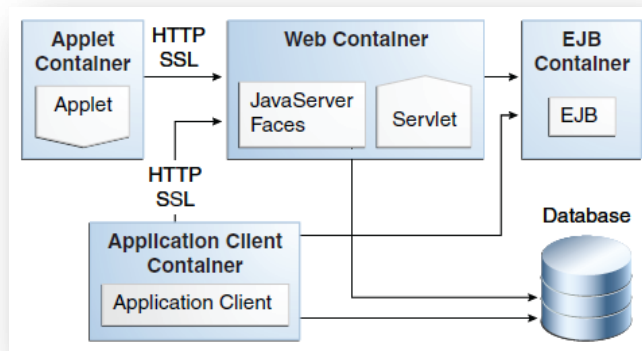 Applet
Container
Applet
HTTP
SSL
Web Container
JavaServer
Faces
Servlet
EJB
Container
EJB
HTTP
SSL
Application Client
Container
Application Client
Database